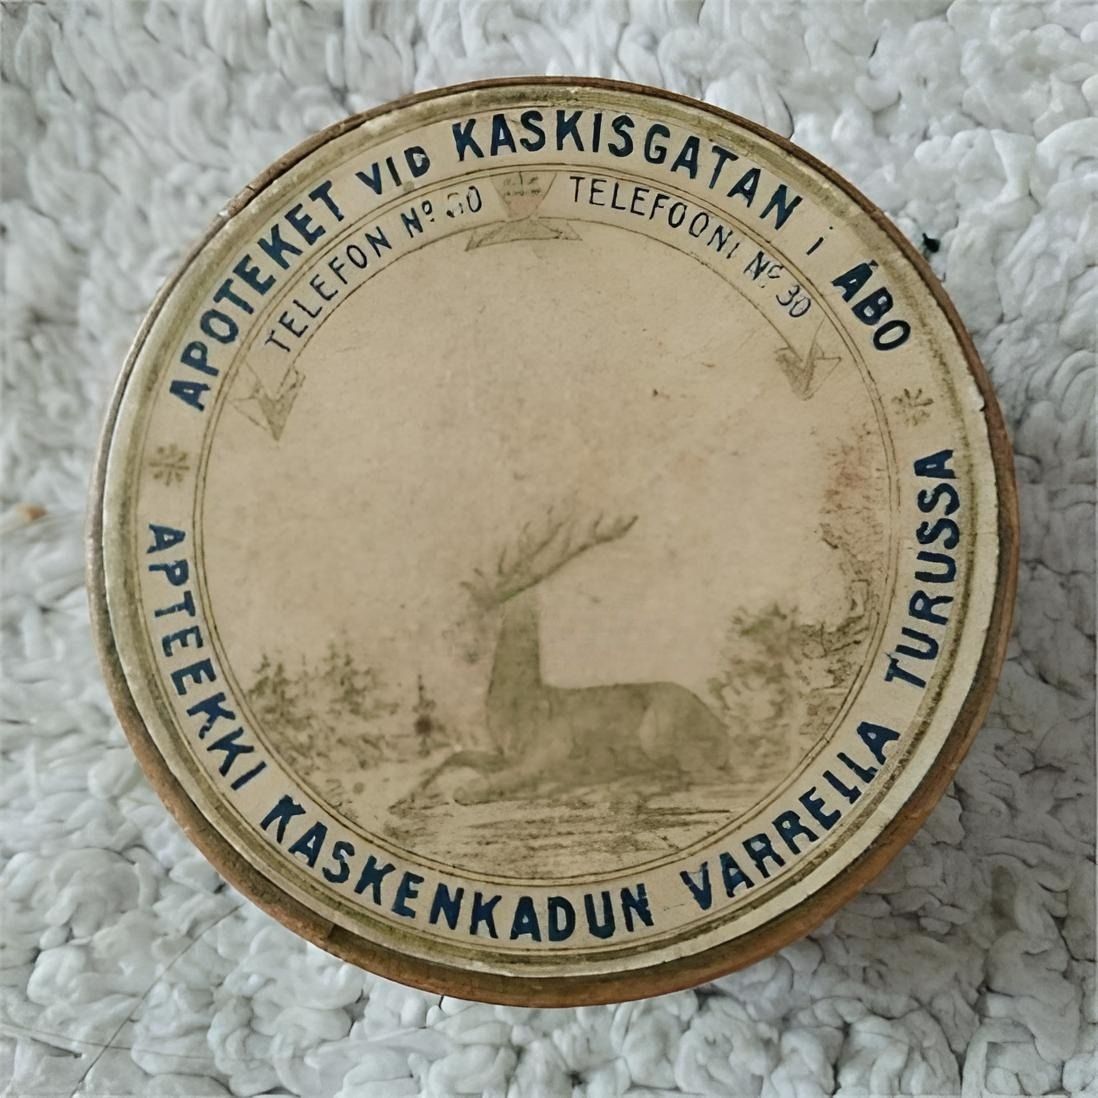 APOTEKET VID KASKISGATAN i ÅBO
TELEFON Nº 30
TELEFOONI Nº 30
APTEEKKI KASKENKADUN VARRELLA TURUSSA